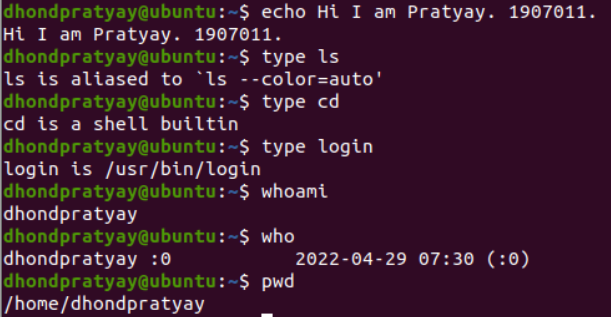 dhondpratyay@ubuntu:~$ echo Hi I am Pratyay. 1907011.
Hi I am Pratyay. 1907011.
dhondpratyay@ubuntu:~$ type ls
ls is aliased to `ls --color=auto'
dhondpratyay@ubuntu:~$ type cd
cd is a shell builtin
dhondpratyay@ubuntu:~$ type login
login is /usr/bin/login
dhondpratyay@ubuntu:~$ whoami
dhondpratyay
dhondpratyay@ubuntu:~$ who
dhondpratyay :0           2022-04-29 07:30 (:0)
dhondpratyay@ubuntu:~$ pwd
/home/dhondpratyay